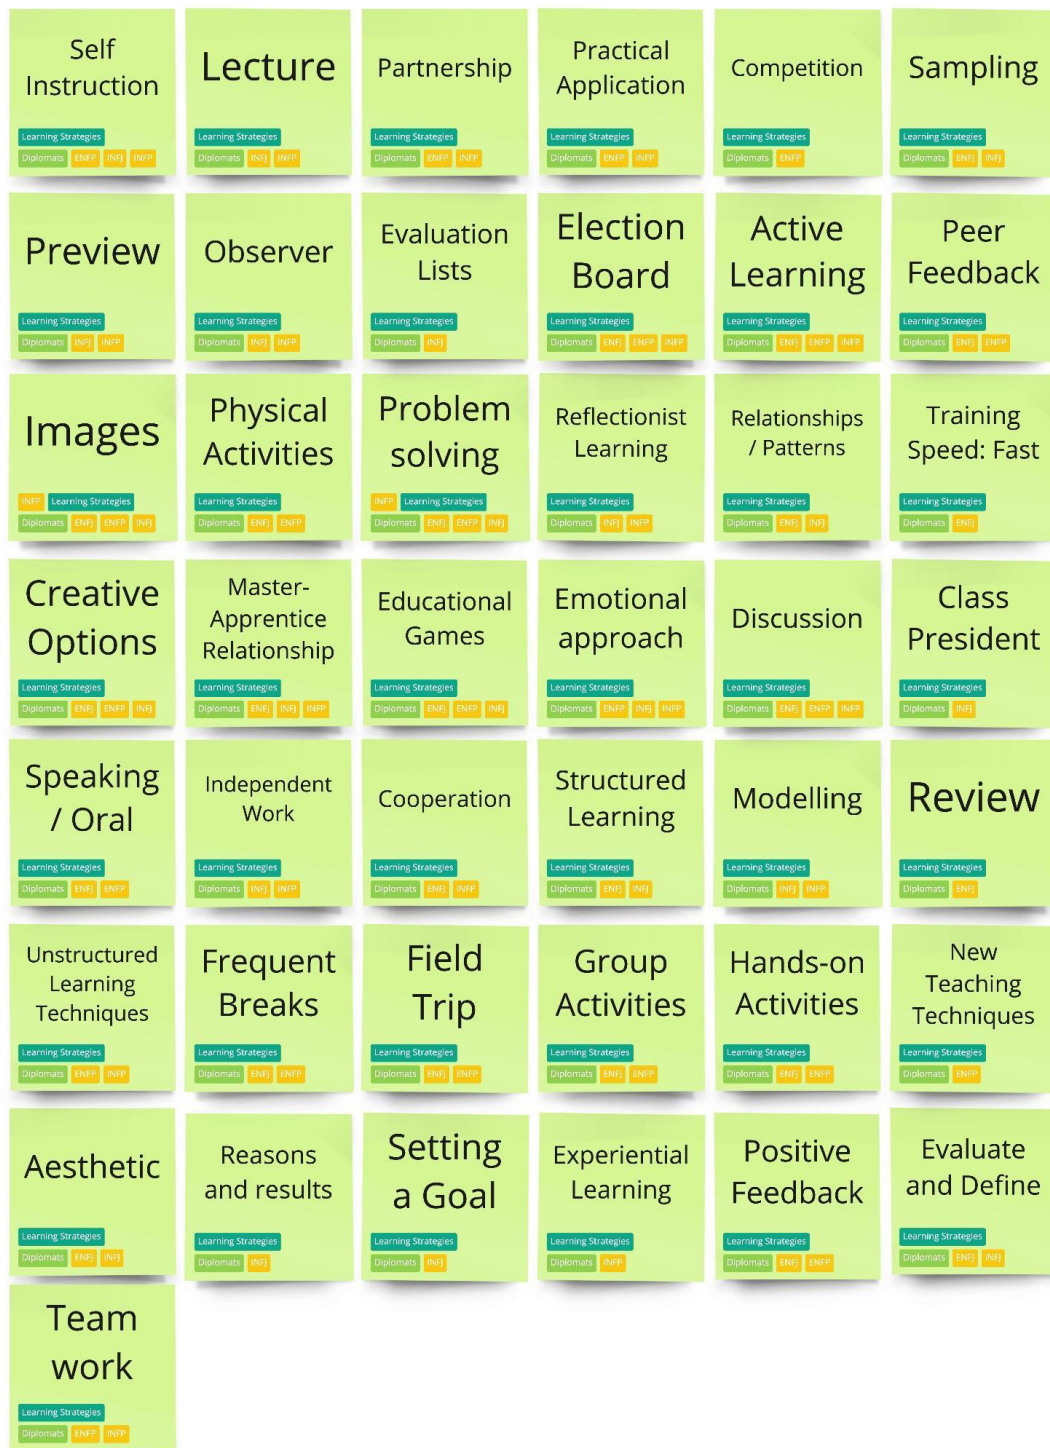 Self
Instruction
Learning Strategies
Diplomats ENFP INFJ INFP
Lecture
Learning Strategies
Diplomats INFJ INFP
Partnership
Learning Strategies
Diplomats ENFP INFP
Practical
Application
Learning Strategies
Diplomats ENFP INFP
Competition
Learning Strategies
Diplomats ENFP
Sampling
Learning Strategies
Diplomats ENFJ INFJ
Preview
Learning Strategies
Diplomats INFJ INFP
Observer
Learning Strategies
Diplomats INFJ INFP
Evaluation
Lists
Learning Strategies
Diplomats INFJ
Election
Board
Learning Strategies
Diplomats ENFJ ENFP INFP
Active
Learning
Learning Strategies
Diplomats ENFJ ENFP INFP
Peer
Feedback
Learning Strategies
Diplomats ENFJ ENFP
Images
INFP Learning Strategies
Diplomats ENFJ ENFP INFJ
Physical
Activities
Learning Strategies
Diplomats ENFJ ENFP
Problem
solving
INFP Learning Strategies
Diplomats ENFJ ENFP INFJ
Reflectionist
Learning
Learning Strategies
Diplomats INFJ INFP
Relationships
/ Patterns
Learning Strategies
Diplomats ENFJ INFJ
Training
Speed: Fast
Learning Strategies
Diplomats ENFJ
Creative
Options
Learning Strategies
Diplomats ENFJ ENFP INFJ
Master-
Apprentice
Relationship
Learning Strategies
Diplomats ENFJ INFJ INFP
Educational
Games
Learning Strategies
Diplomats ENFJ ENFP INFJ
Emotional
approach
Learning Strategies
Diplomats ENFP INFJ INFP
Discussion
Learning Strategies
Diplomats ENFJ ENFP INFP
Class
President
Learning Strategies
Diplomats INFJ
Speaking
/ Oral
Learning Strategies
Diplomats ENFJ ENFP
Independent
Work
Learning Strategies
Diplomats INFJ INFP
Cooperation
Learning Strategies
Diplomats ENFJ INFP
Structured
Learning
Learning Strategies
Diplomats ENFJ INFJ
Modelling
Learning Strategies
Diplomats INFJ INFP
Review
Learning Strategies
Diplomats ENFJ
Unstructured
Learning
Techniques
Learning Strategies
Diplomats ENFP INFP
Frequent
Breaks
Learning Strategies
Diplomats ENFJ ENFP
Field
Trip
Learning Strategies
Diplomats ENFJ ENFP
Group
Activities
Learning Strategies
Diplomats ENFJ ENFP
Hands-on
Activities
Learning Strategies
Diplomats ENFJ ENFP
New
Teaching
Techniques
Learning Strategies
Diplomats ENFP
Aesthetic
Learning Strategies
Diplomats ENFJ INFJ
Reasons
and results
Learning Strategies
Diplomats INFJ
Setting
a Goal
Learning Strategies
Diplomats INFJ
Experiential
Learning
Learning Strategies
Diplomats INFP
Positive
Feedback
Learning Strategies
Diplomats ENFJ ENFP
Evaluate
and Define
Learning Strategies
Diplomats ENFJ INFJ
Team
work
Learning Strategies
Diplomats ENFP INFP